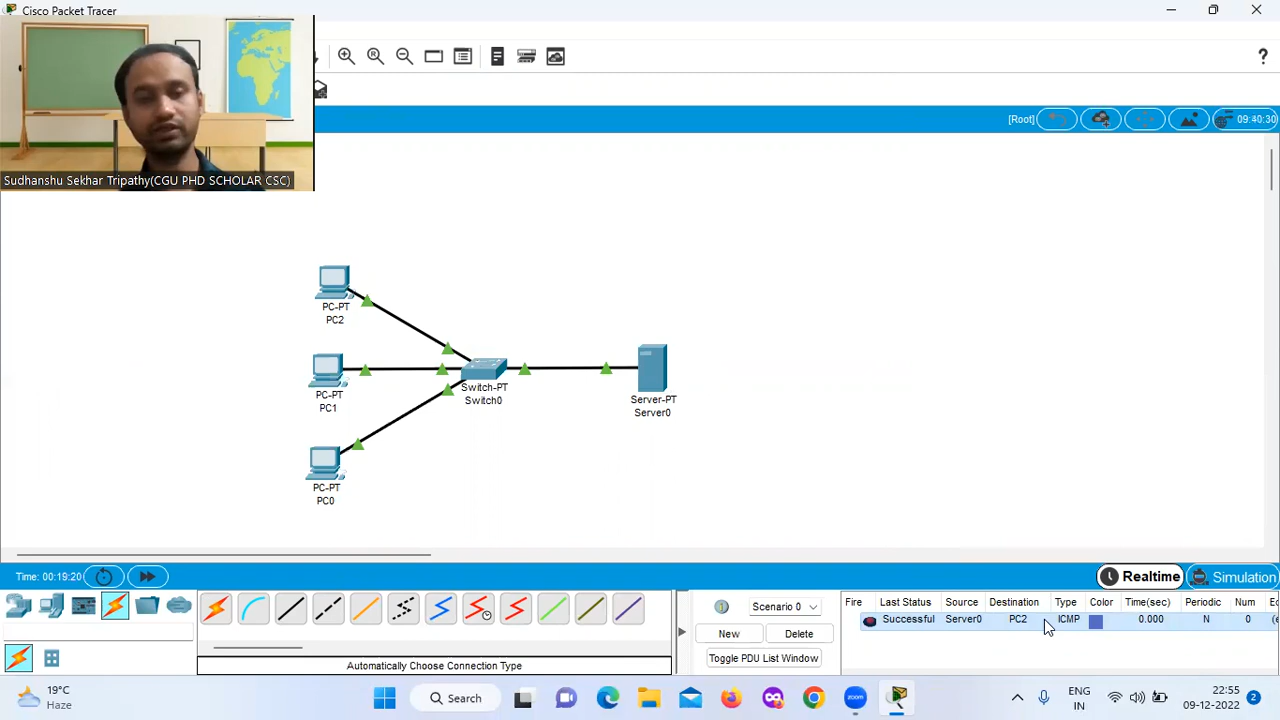 Cisco Packet Tracer
Sudhanshu Sekhar Tripathy(CGU PHD SCHOLAR CSC)
?
[Root]
09:40:30
PC-PT
PC2
PC-PT
PC1
PC-PT
PC0
Switch-PT
Switch0
Server-PT
Server0
Time: 00:19:20
Realtime
Simulation
Automatically Choose Connection Type
Scenario 0
New
Delete
Toggle PDU List Window
Fire Last Status Source Destination Type Color Time(sec) Periodic Num
Successful Server0 PC2 ICMP 0.000 N 0
19°C
Haze
Search
ENG
IN
22:55
09-12-2022
2